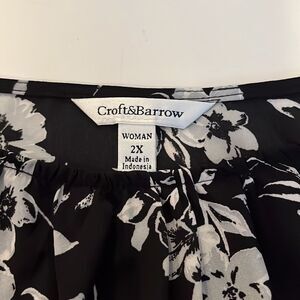 Croft&Barrow
WOMAN
2X
Made in
Indonesia